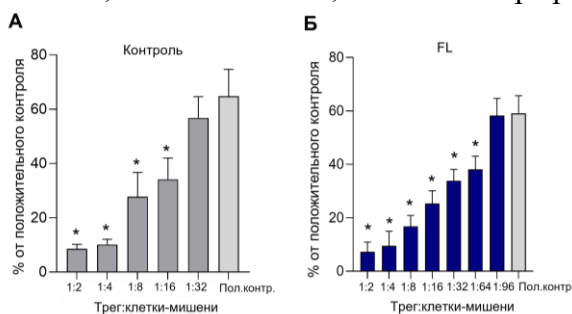 А
Контроль
% от положительного контроля
80
60
40
20
0
*
*
*
*
1:2 1:4 1:8 1:16 1:32 Пол.контр.
Трег:клетки-мишени
Б
FL
% от положительного контроля
80
60
40
20
0
*
*
*
*
*
*
1:2 1:4 1:8 1:16 1:32 1:64 1:96 Пол.контр.
Трег:клетки-мишени